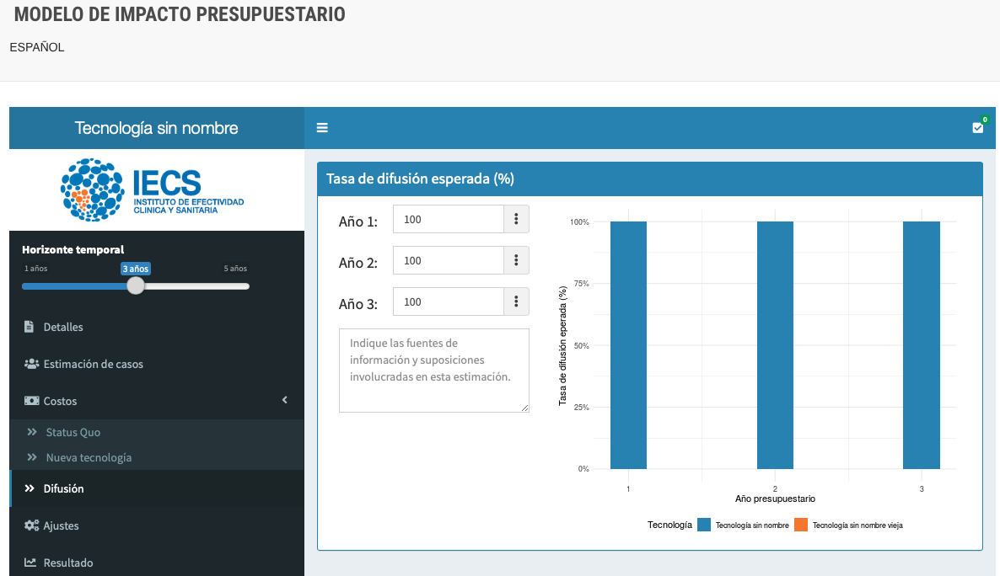 MODELO DE IMPACTO PRESUPUESTARIO
ESPAÑOL
Tecnología sin nombre
0
IECS
INSTITUTO DE EFECTIVIDAD
CLINICA Y SANITARIA
Horizonte temporal
1 años
3 años
5 años
Detalles
Estimación de casos
Costos
Status Quo
Nueva tecnología
Difusión
Ajustes
Resultado
Tasa de difusión esperada (%)
Año 1:
100
Año 2:
100
Año 3:
100
Indique las fuentes de
información y suposiciones
involucradas en esta estimación.
Tasa de difusión eperada (%)
100%
75%
50%
25%
0%
1
2
3
Año presupuestario
Tecnología
Tecnología sin nombre
Tecnología sin nombre vieja